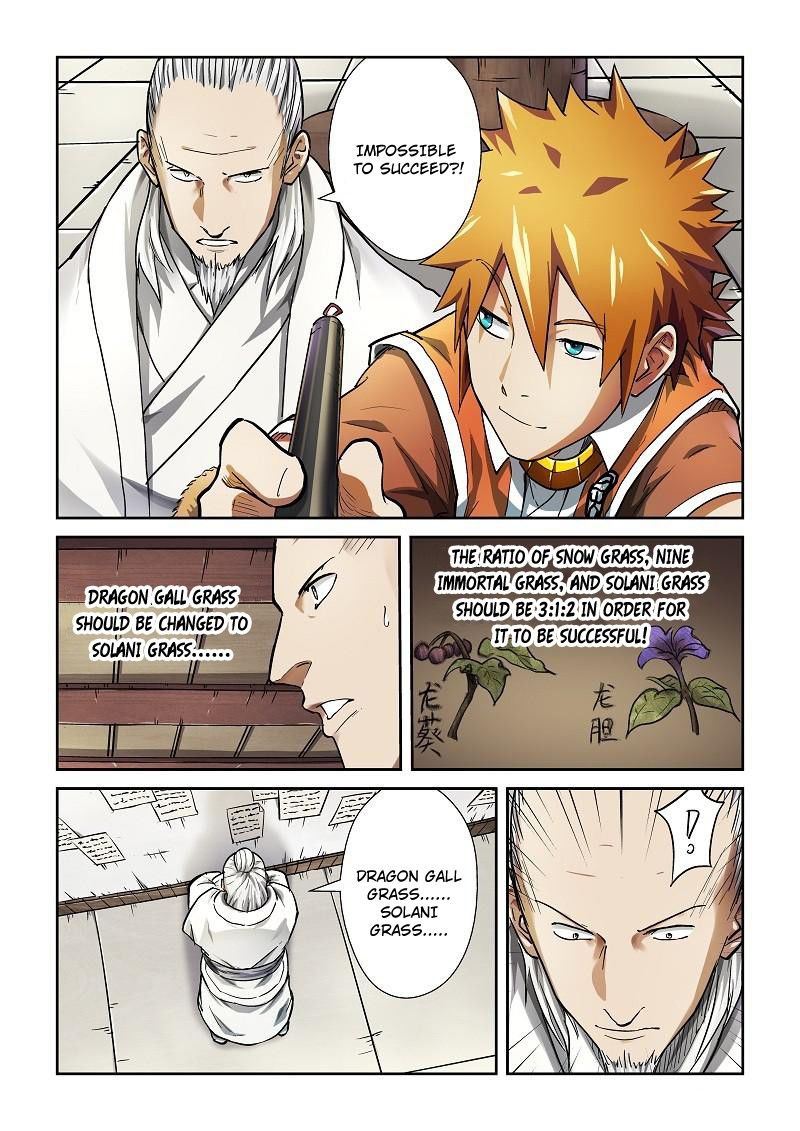 IMPOSSIBLE
TO SUCCEED?!
DRAGON GALL GRASS
SHOULD BE CHANGED TO
SOLANI GRASS......
THE RATIO OF SNOW GRASS, NINE
IMMORTAL GRASS, AND SOLANI GRASS
SHOULD BE 3:1:2 IN ORDER FOR
IT TO BE SUCCESSFUL!
龙葵
龙胆
DRAGON GALL
GRASS......
SOLANI
GRASS.....
!